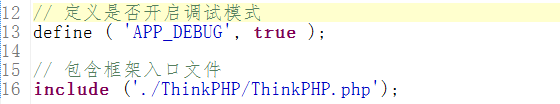 12 // 定义是否开启调试模式
13 define ( 'APP_DEBUG', true );
14
15 // 包含框架入口文件
16 include ('./ThinkPHP/ThinkPHP.php');